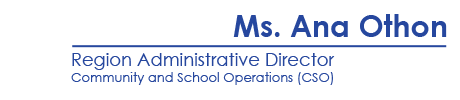 Ms. Ana Othon
Region Administrative Director
Community and School Operations (CSO)